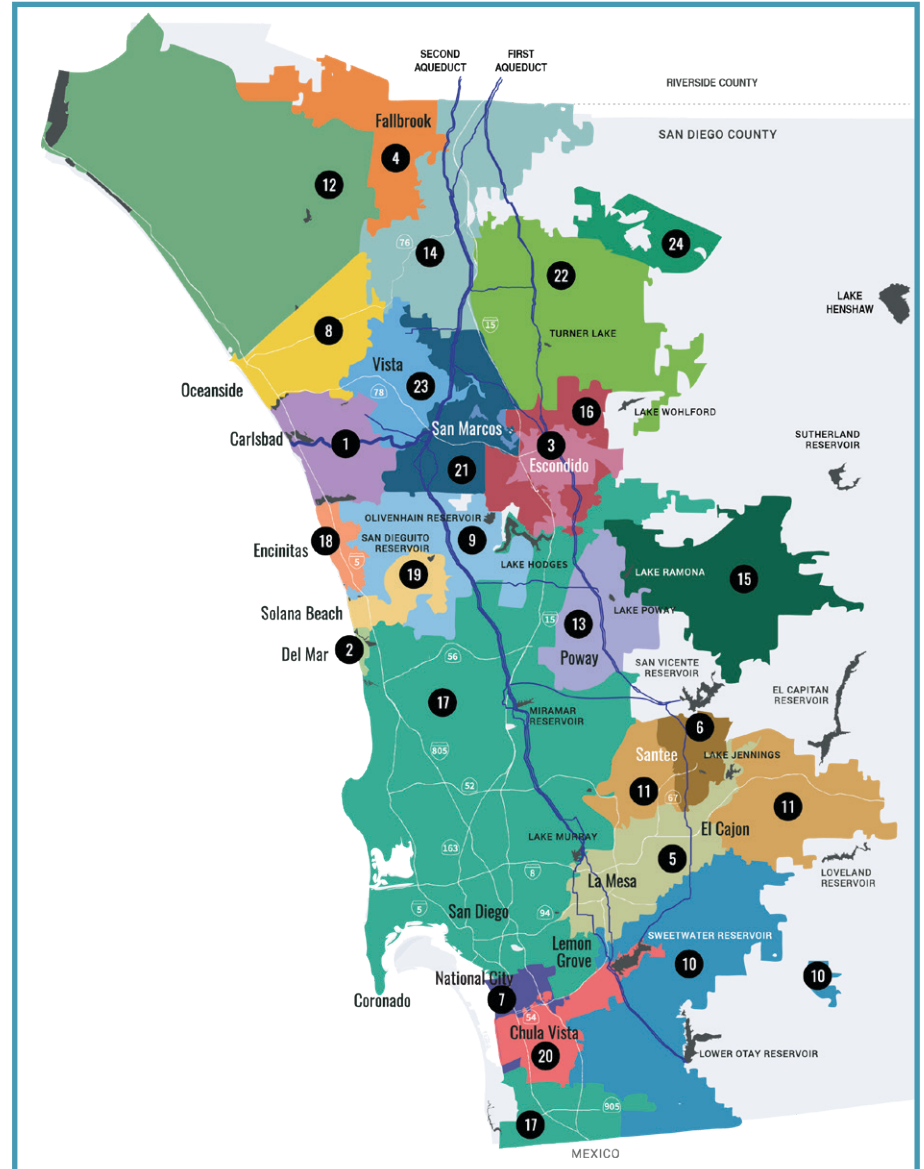 SECOND
AQUEDUCT
FIRST
AQUEDUCT
RIVERSIDE COUNTY
SAN DIEGO COUNTY
Fallbrook
4
12
24
76
14
22
LAKE
HENSHAW
15
8
TURNER LAKE
Vista
Oceanside
78
23
16
LAKE WOHLFORD
San Marcos
Carlsbad
1
3
SUTHERLAND
RESERVOIR
Escondido
21
OLIVENHAIN RESERVOIR
18
9
SAN DIEGUITO
RESERVOIR
Encinitas
5
LAKE HODGES
19
LAKE RAMONA
15
LAKE POWAY
Solana Beach
15
13
Del Mar
2
56
Poway
SAN VICENTE
RESERVOIR
EL CAPITAN
RESERVOIR
17
MIRAMAR
RESERVOIR
6
805
Santee
LAKE JENNINGS
52
11
67
11
El Cajon
LAKE MURRAY
163
5
8
La Mesa
LOVELAND
RESERVOIR
5
San Diego
94
SWEETWATER RESERVOIR
Lemon
Grove
10
National City
10
Coronado
7
54
Chula Vista
20
LOWER OTAY RESERVOIR
905
17
MEXICO